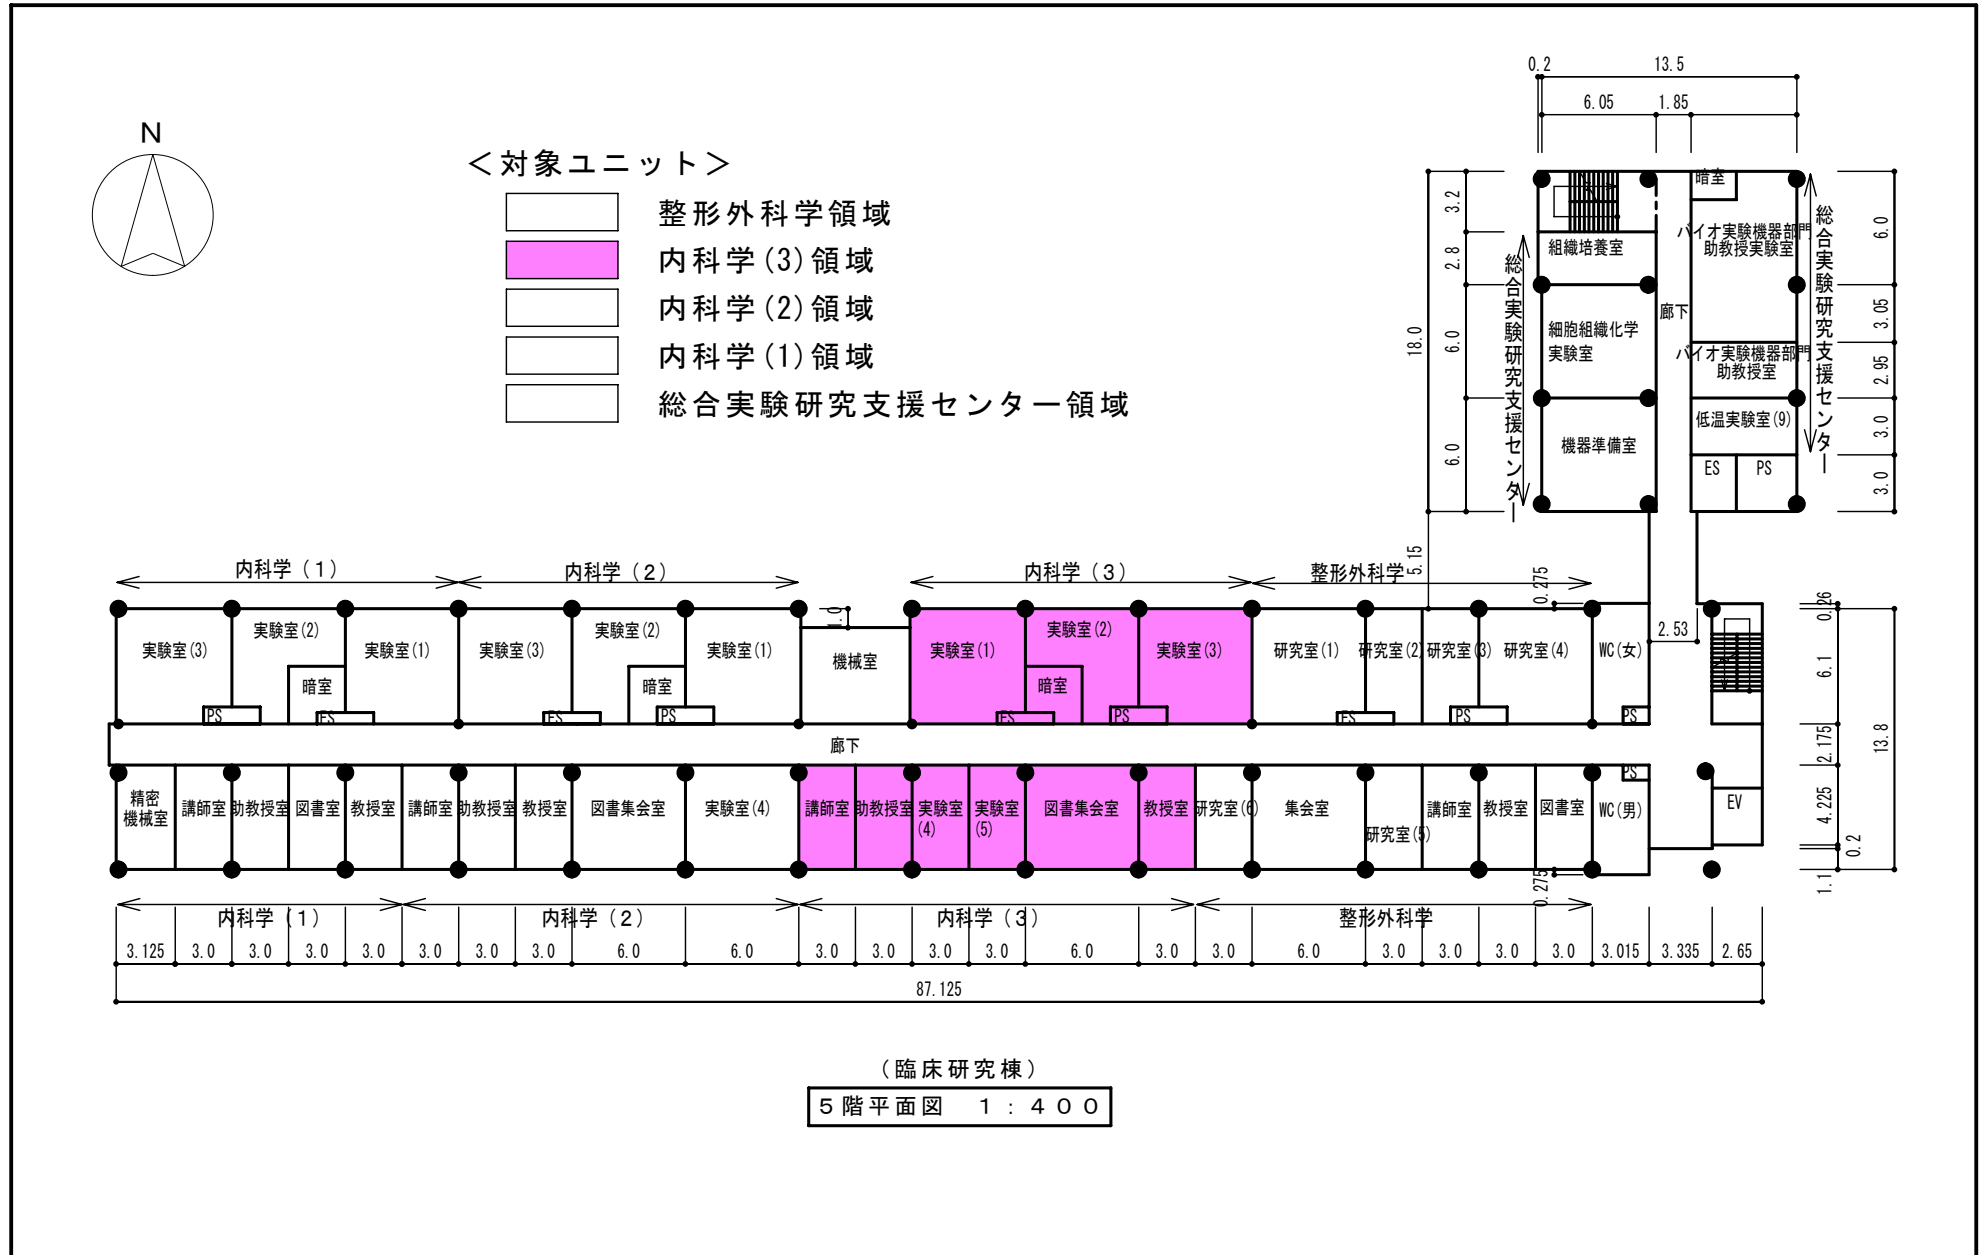 N
<対象ユニット>
整形外科学領域
内科学(3)領域
内科学(2)領域
内科学(1)領域
総合実験研究支援センター領域
0.2
13.5
6.05
1.85
3.2
2.8
18.0
6.0
6.0
5.15
暗室
バイオ実験機器部門
助教授実験室
組織培養室
廊下
細胞組織化学
実験室
バイオ実験機器部門
助教授室
低温実験室(9)
機器準備室
ES
PS
総合実験研究支援センター
総合実験研究支援センター
6.0
3.05
2.95
3.0
3.0
内科学（1）
内科学（2）
内科学（3）
整形外科学
0.275
1.0
2.53
0.26
6.1
2.175
13.8
4.225
0.2
1.1
実験室(3)
実験室(2)
実験室(1)
暗室
PS
ES
実験室(3)
実験室(2)
実験室(1)
暗室
ES
PS
機械室
実験室(1)
実験室(2)
実験室(3)
暗室
ES
PS
研究室(1)
研究室(2)
研究室(3)
研究室(4)
ES
PS
WC(女)
PS
廊下
精密
機械室
講師室
助教授室
図書室
教授室
講師室
助教授室
教授室
図書集会室
実験室(4)
講師室
助教授室
実験室
(4)
実験室
(5)
図書集会室
教授室
研究室(6)
集会室
研究室(5)
講師室
教授室
図書室
WC(男)
PS
EV
0.275
内科学（1）
内科学（2）
内科学（3）
整形外科学
3.125
3.0
3.0
3.0
3.0
3.0
3.0
3.0
6.0
6.0
3.0
3.0
3.0
3.0
6.0
3.0
3.0
6.0
3.0
3.0
3.0
3.0
3.015
3.335
2.65
87.125
（臨床研究棟）
5階平面図　1：400